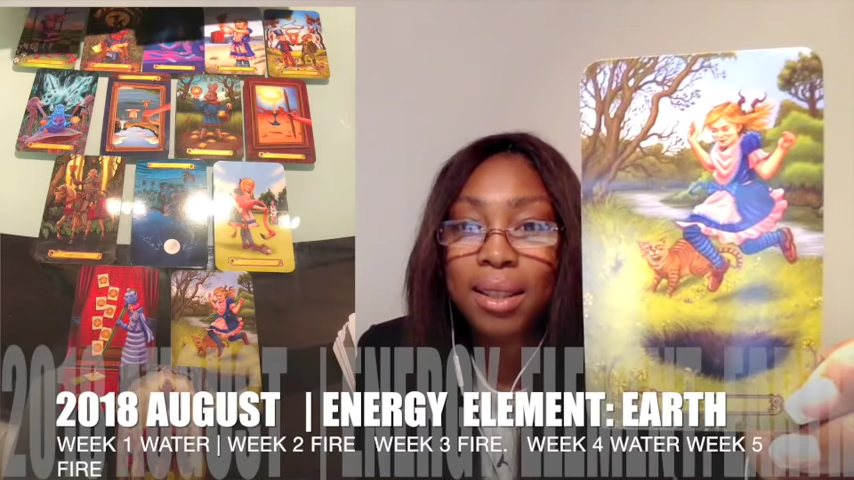 2018 AUGUST | ENERGY ELEMENT: EARTH
WEEK 1 WATER | WEEK 2 FIRE WEEK 3 FIRE. WEEK 4 WATER WEEK 5
FIRE